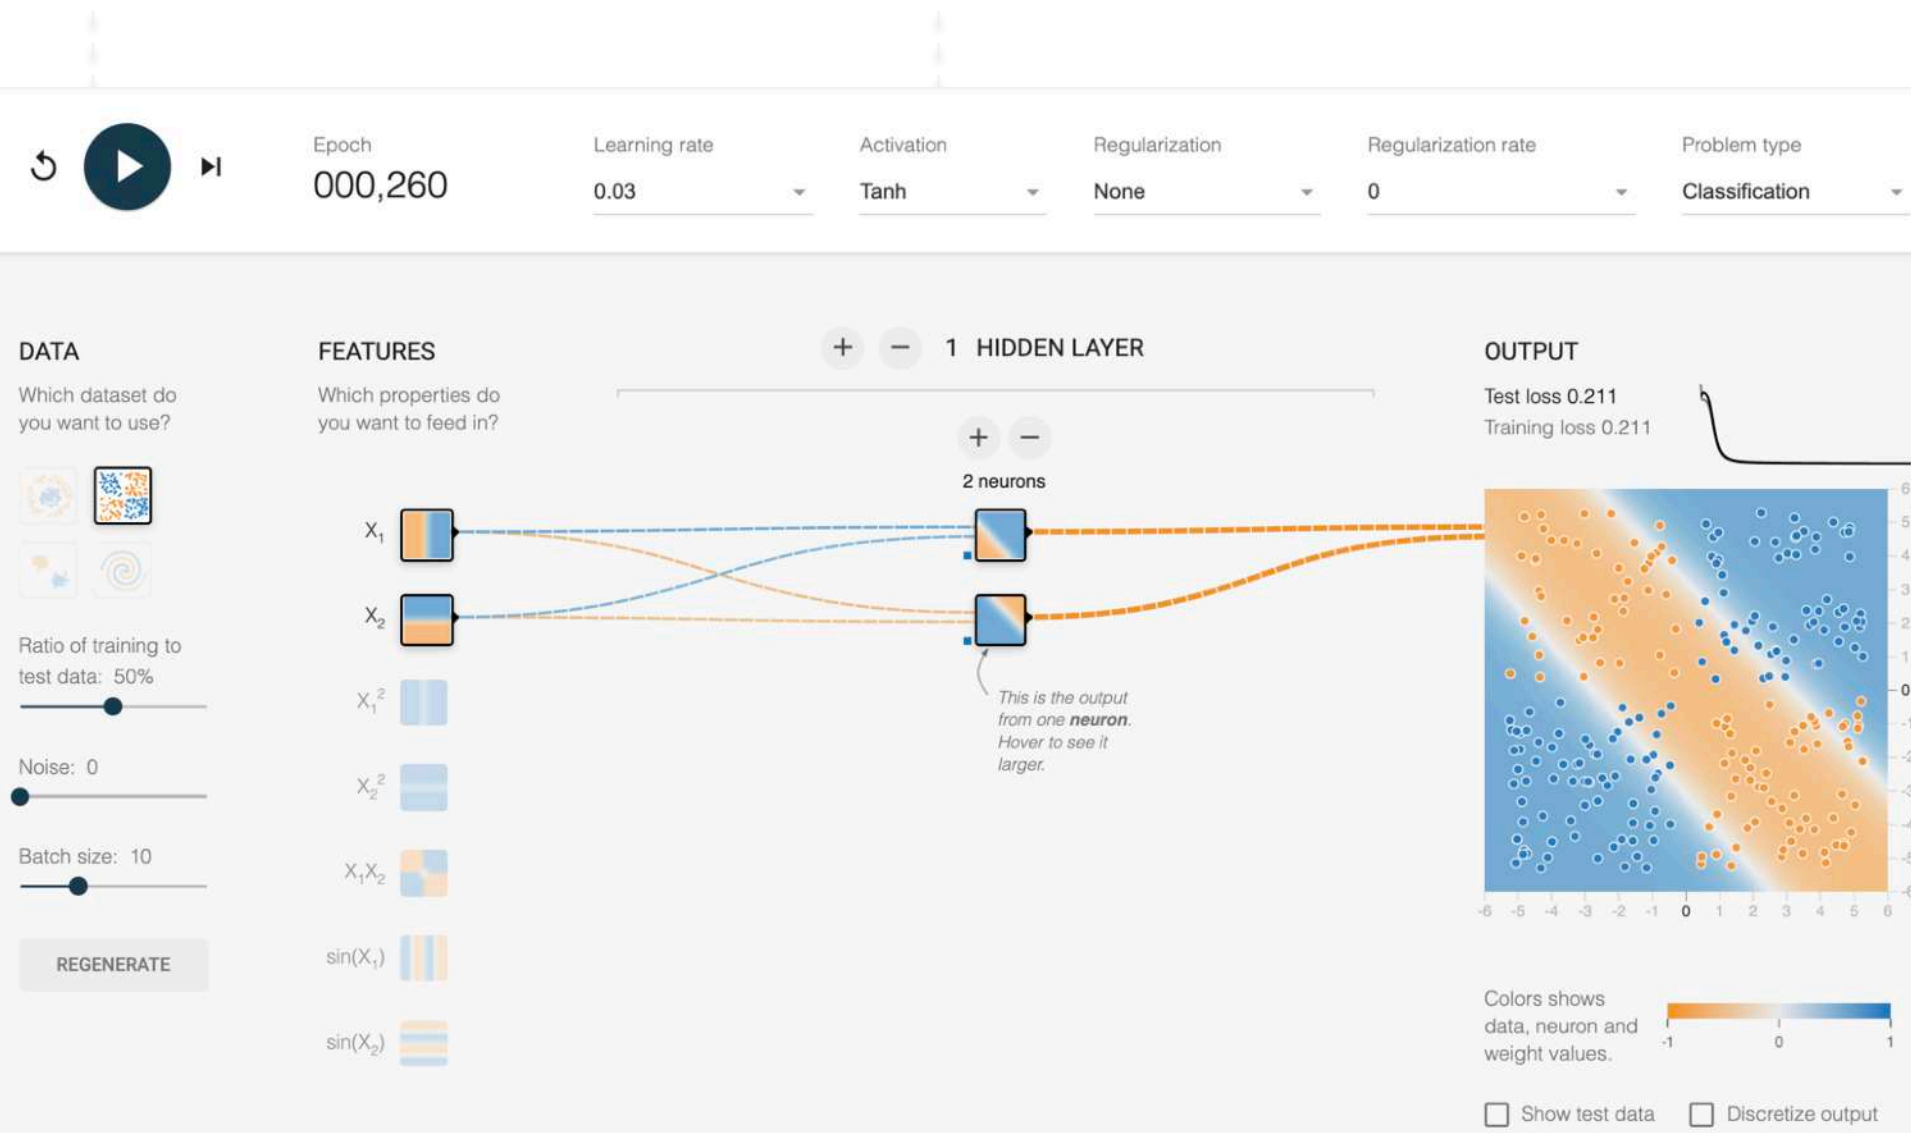 Epoch
000,260
Learning rate
0.03
Activation
Tanh
Regularization
None
Regularization rate
0
Problem type
Classification
DATA
Which dataset do
you want to use?
Ratio of training to
test data: 50%
Noise: 0
Batch size: 10
REGENERATE
FEATURES
Which properties do
you want to feed in?
X₁
X₂
X₁²
X₂²
X₁X₂
sin(X₁)
sin(X₂)
+ − 1 HIDDEN LAYER
+ −
2 neurons
This is the output
from one neuron.
Hover to see it
larger.
OUTPUT
Test loss 0.211
Training loss 0.211
6
5
4
3
2
1
0
-1
-2
-3
-4
-5
-6
-6 -5 -4 -3 -2 -1 0 1 2 3 4 5 6
Colors shows
data, neuron and
weight values.
-1 0 1
Show test data
Discretize output